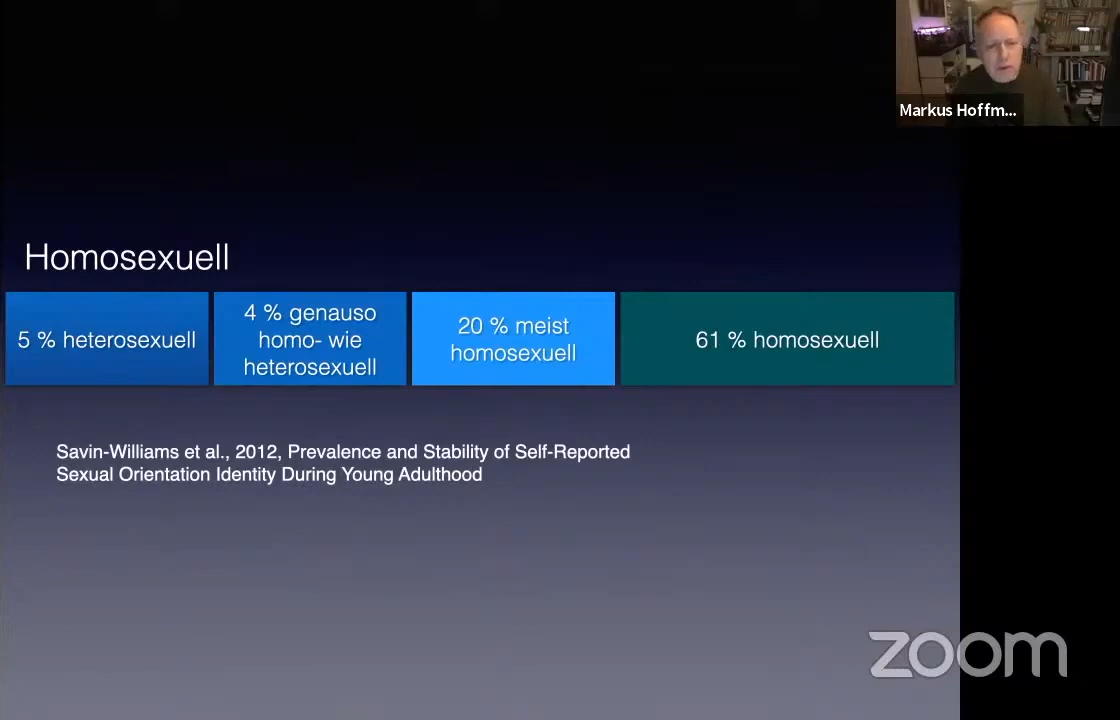 Markus Hoffm...
Homosexuell
5 % heterosexuell
4 % genauso
homo- wie
heterosexuell
20 % meist
homosexuell
61 % homosexuell
Savin-Williams et al., 2012, Prevalence and Stability of Self-Reported
Sexual Orientation Identity During Young Adulthood
zoom